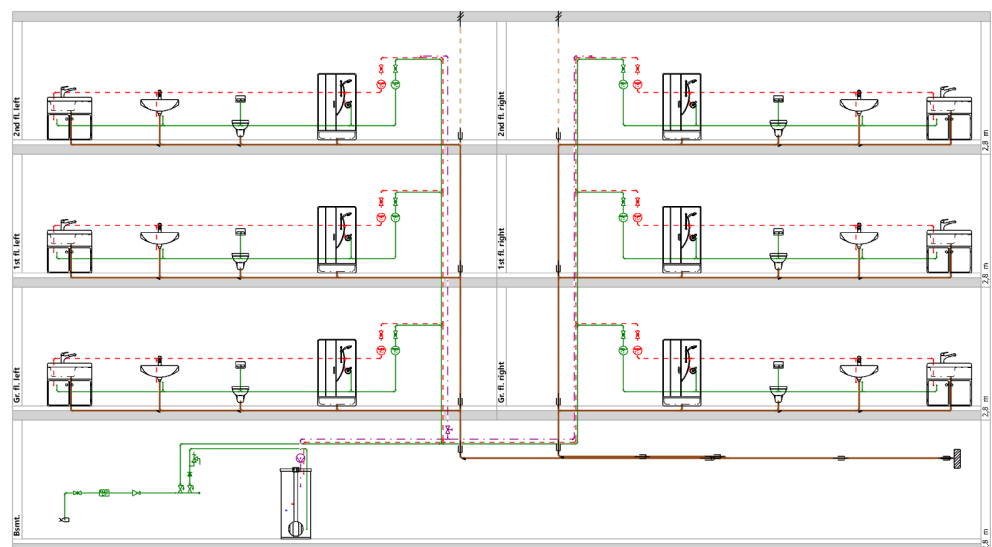 2nd fl. left
2nd fl. right
2,8 m
1st fl. left
1st fl. right
2,8 m
Gr. fl. left
Gr. fl. right
2,8 m
Bsmt.
2,8 m